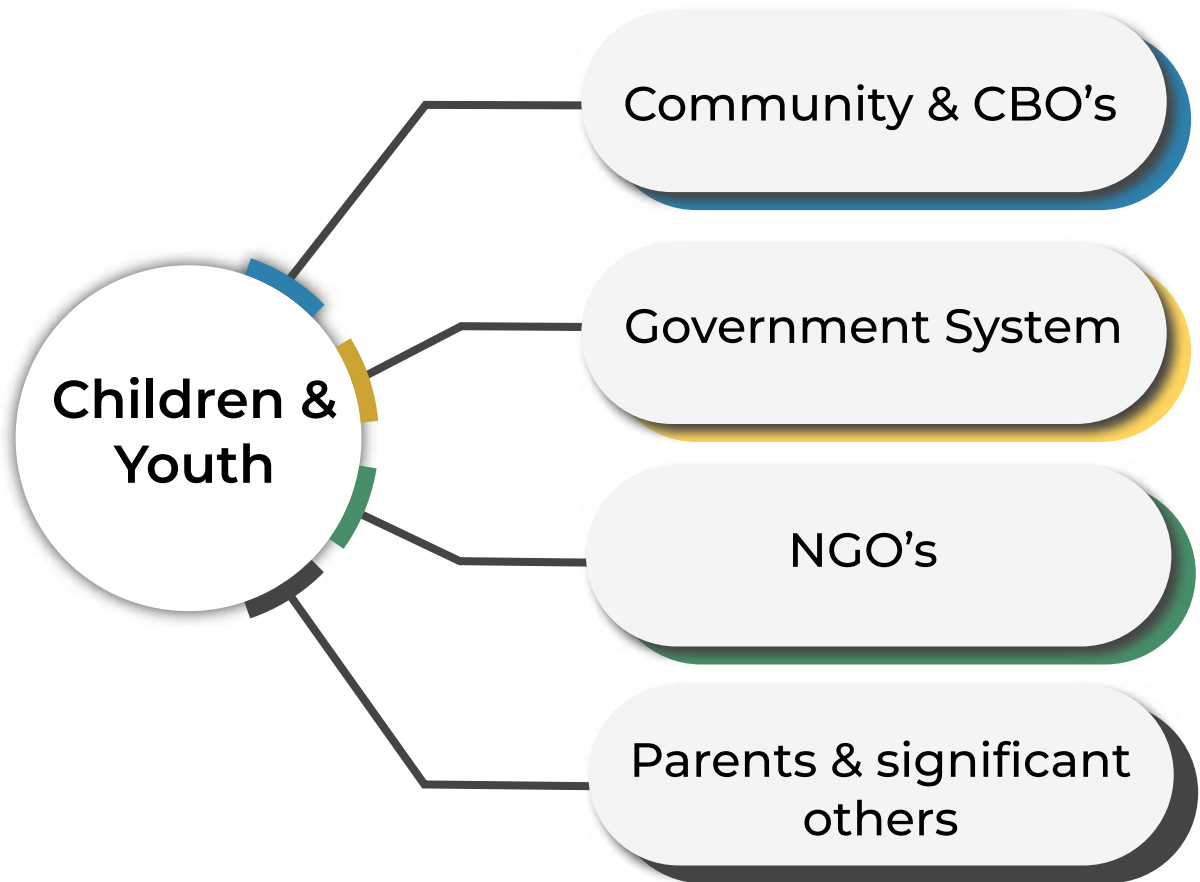 Community & CBO’s
Government System
Children &
Youth
NGO’s
Parents & significant
others